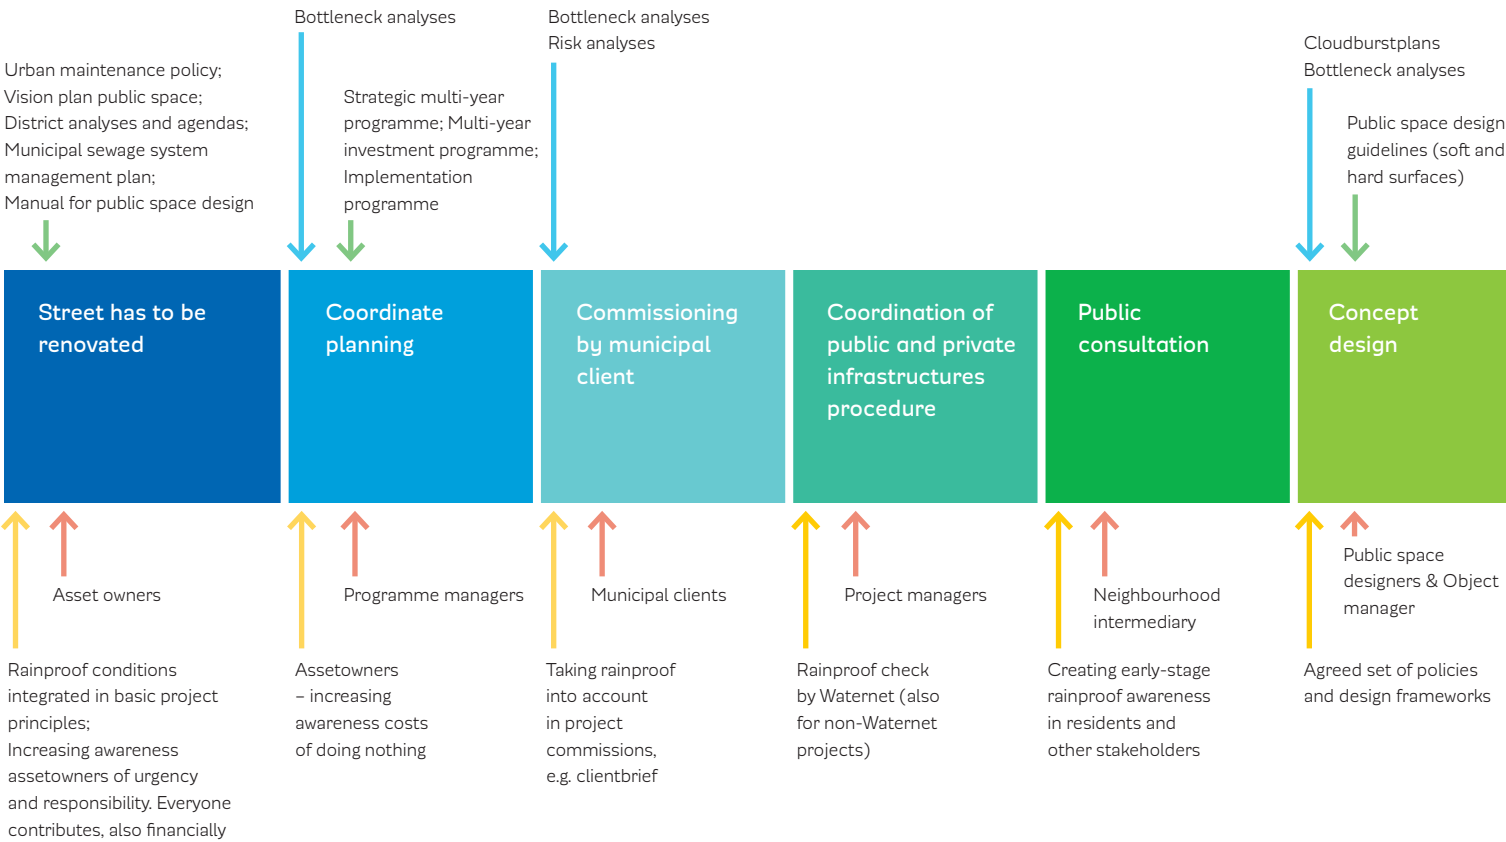 Bottleneck analyses
Bottleneck analyses
Risk analyses
Cloudburstplans
Bottleneck analyses
Urban maintenance policy;
Vision plan public space;
District analyses and agendas;
Municipal sewage system
management plan;
Manual for public space design
Strategic multi-year
programme; Multi-year
investment programme;
Implementation
programme
Public space design
guidelines (soft and
hard surfaces)
Street has to be
renovated
Coordinate
planning
Commissioning
by municipal
client
Coordination of
public and private
infrastructures
procedure
Public
consultation
Concept
design
Asset owners
Programme managers
Municipal clients
Project managers
Neighbourhood
intermediary
Public space
designers & Object
manager
Rainproof conditions
integrated in basic project
principles;
Increasing awareness
assetowners of urgency
and responsibility. Everyone
contributes, also financially
Assetowners
– increasing
awareness costs
of doing nothing
Taking rainproof
into account
in project
commissions,
e.g. clientbrief
Rainproof check
by Waternet (also
for non-Waternet
projects)
Creating early-stage
rainproof awareness
in residents and
other stakeholders
Agreed set of policies
and design frameworks